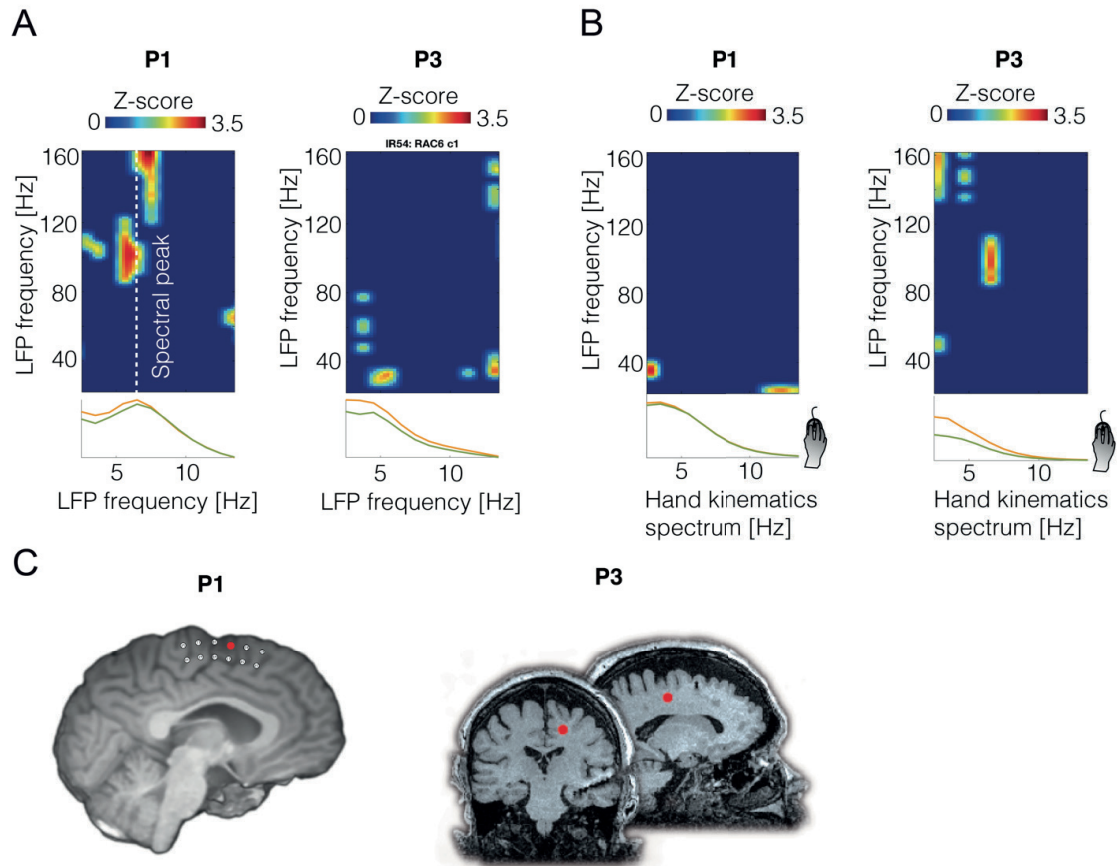 A
P1
Z-score
0 3.5
LFP frequency [Hz]
160
120
80
40
Spectral peak
5 10
LFP frequency [Hz]
P3
Z-score
0 3.5
IR54: RAC6 c1
LFP frequency [Hz]
160
120
80
40
5 10
LFP frequency [Hz]
B
P1
Z-score
0 3.5
LFP frequency [Hz]
160
120
80
40
5 10
Hand kinematics
spectrum [Hz]
P3
Z-score
0 3.5
LFP frequency [Hz]
160
120
80
40
5 10
Hand kinematics
spectrum [Hz]
C
P1
P3